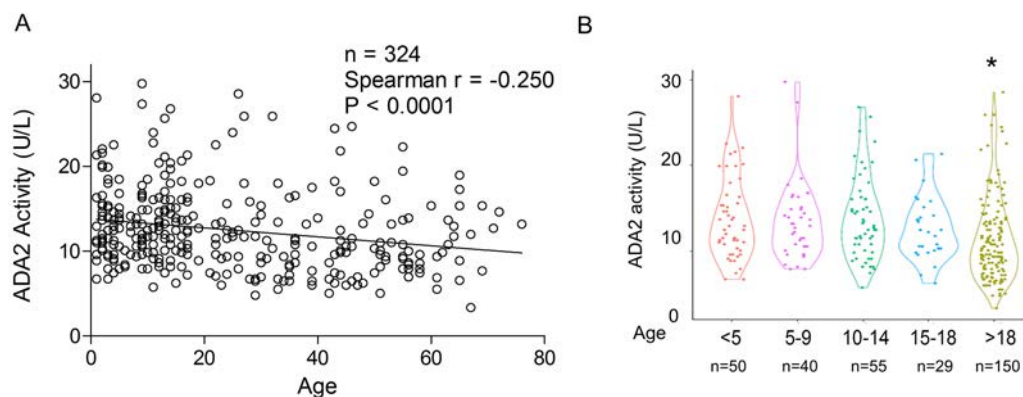 A
n = 324
Spearman r = -0.250
P < 0.0001
ADA2 Activity (U/L)
30
20
10
0
0 20 40 60 80
Age
B
*
ADA2 activity (U/L)
30
20
10
0
Age <5 5-9 10-14 15-18 >18
n=50 n=40 n=55 n=29 n=150